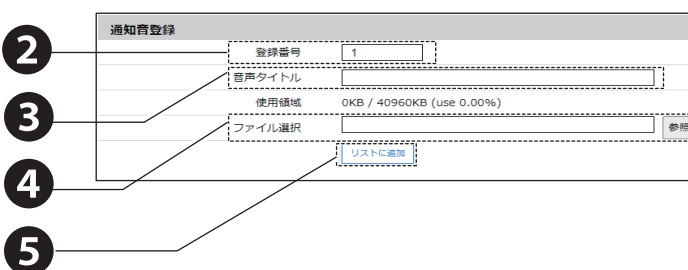 通知音登録
2 登録番号 1
3 音声タイトル
使用領域 0KB / 40960KB (use 0.00%)
4 ファイル選択 参照
5 リストに追加